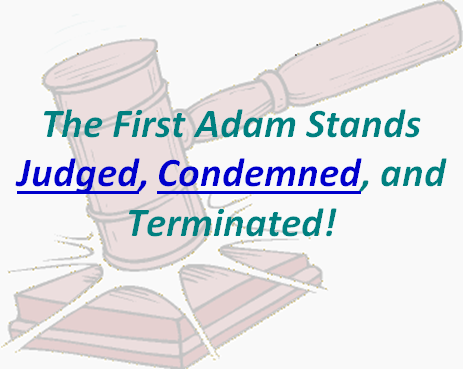 The First Adam Stands
Judged, Condemned, and
Terminated!